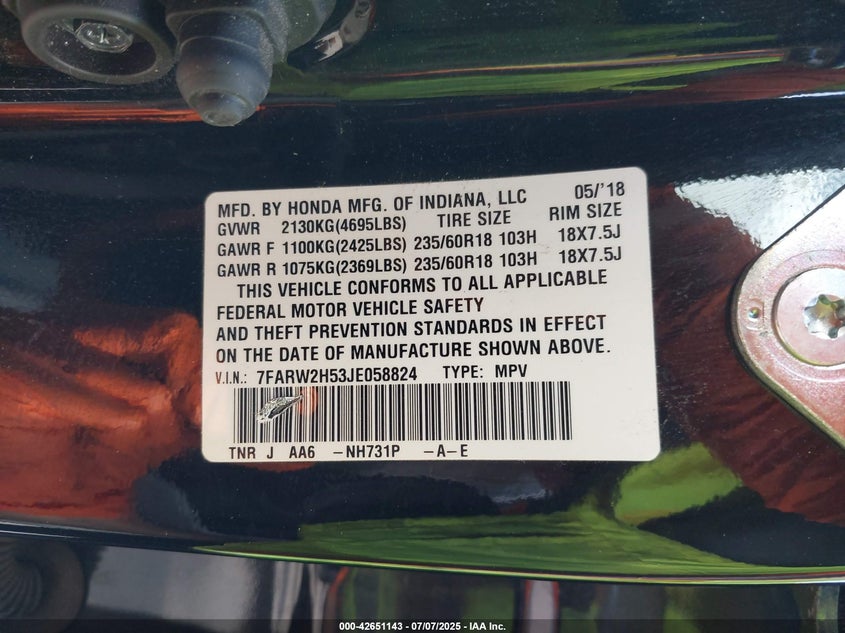 MFD. BY HONDA MFG. OF INDIANA, LLC 05/'18
GVWR 2130KG(4695LBS) TIRE SIZE RIM SIZE
GAWR F 1100KG(2425LBS) 235/60R18 103H 18X7.5J
GAWR R 1075KG(2369LBS) 235/60R18 103H 18X7.5J
THIS VEHICLE CONFORMS TO ALL APPLICABLE
FEDERAL MOTOR VEHICLE SAFETY
AND THEFT PREVENTION STANDARDS IN EFFECT
ON THE DATE OF MANUFACTURE SHOWN ABOVE.
V.I.N.: 7FARW2H53JE058824 TYPE: MPV
TNR J AA6 -NH731P -A-E
000-42651143 - 07/07/2025 - IAA Inc.